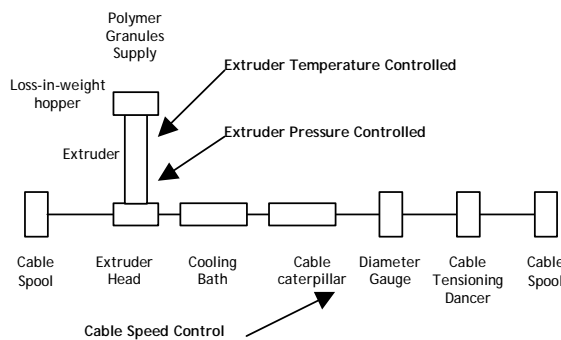 Polymer
Granules
Supply
Extruder Temperature Controlled
Loss-in-weight
hopper
Extruder Pressure Controlled
Extruder
Cable
Spool
Extruder
Head
Cooling
Bath
Cable
caterpillar
Diameter
Gauge
Cable
Tensioning
Dancer
Cable
Spool
Cable Speed Control